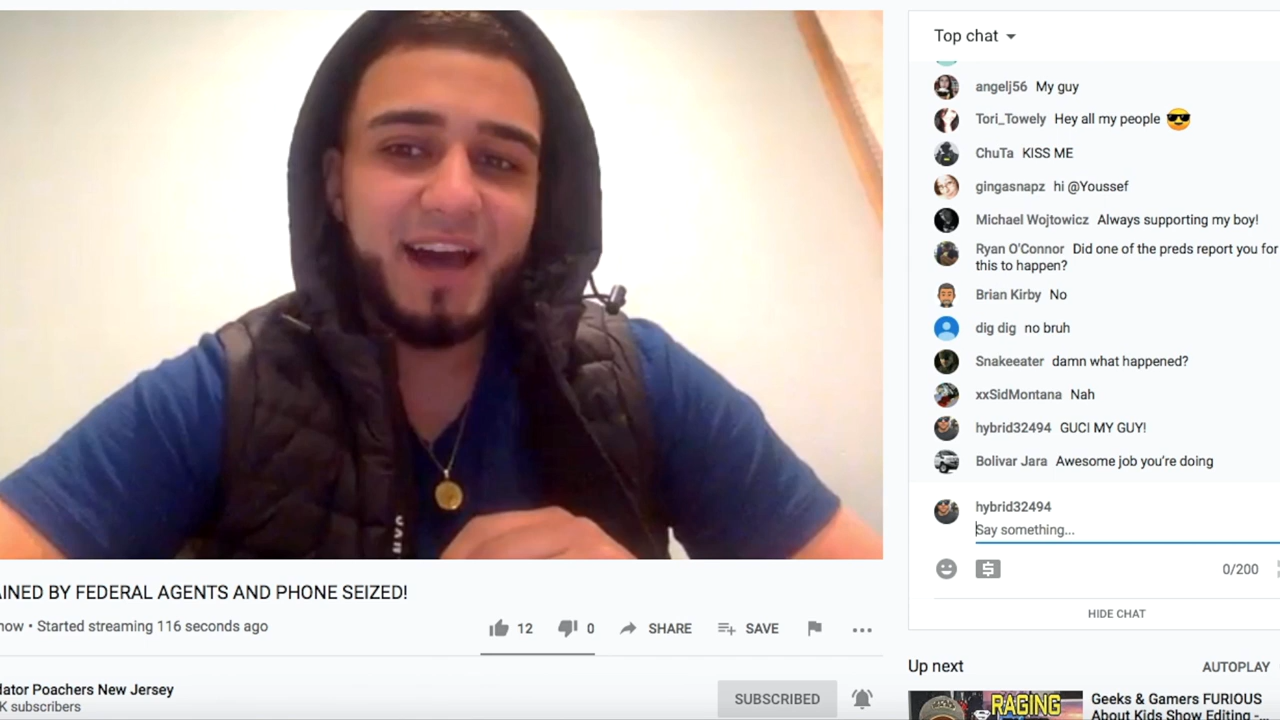 Top chat
angelj56 My guy
Tori_Towely Hey all my people
ChuTa KISS ME
gingasnapz hi @Youssef
Michael Wojtowicz Always supporting my boy!
Ryan O'Connor Did one of the preds report you for
this to happen?
Brian Kirby No
dig dig no bruh
Snakeeater damn what happened?
xxSidMontana Nah
hybrid32494 GUCI MY GUY!
Bolivar Jara Awesome job you're doing
hybrid32494
Say something...
0/200
HIDE CHAT
AINED BY FEDERAL AGENTS AND PHONE SEIZED!
now • Started streaming 116 seconds ago
12 0 SHARE SAVE
lator Poachers New Jersey
K subscribers
SUBSCRIBED
Up next AUTOPLAY
RAGING
Geeks & Gamers FURIOUS
About Kids Show Editing -...